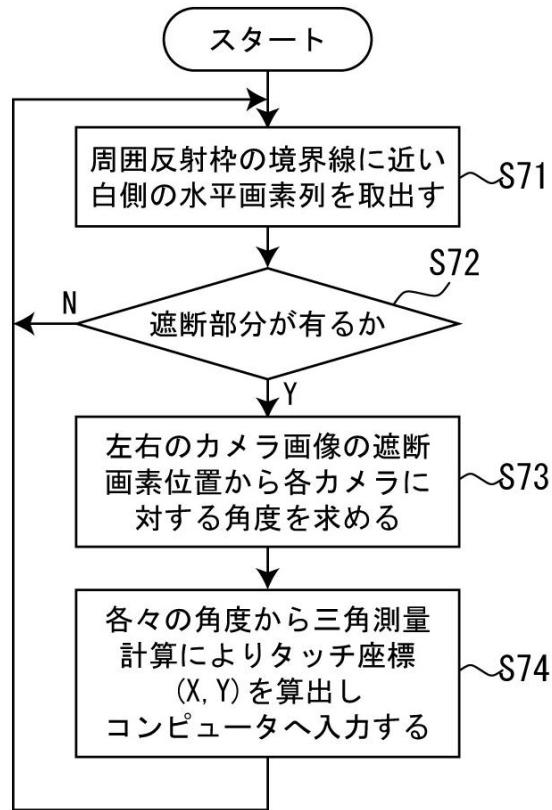 スタート
周囲反射枠の境界線に近い
白側の水平画素列を取出す
S71
S72
遮断部分が有るか
N
Y
左右のカメラ画像の遮断
画素位置から各カメラに
対する角度を求める
S73
各々の角度から三角測量
計算によりタッチ座標
(X, Y)を算出し
コンピュータへ入力する
S74